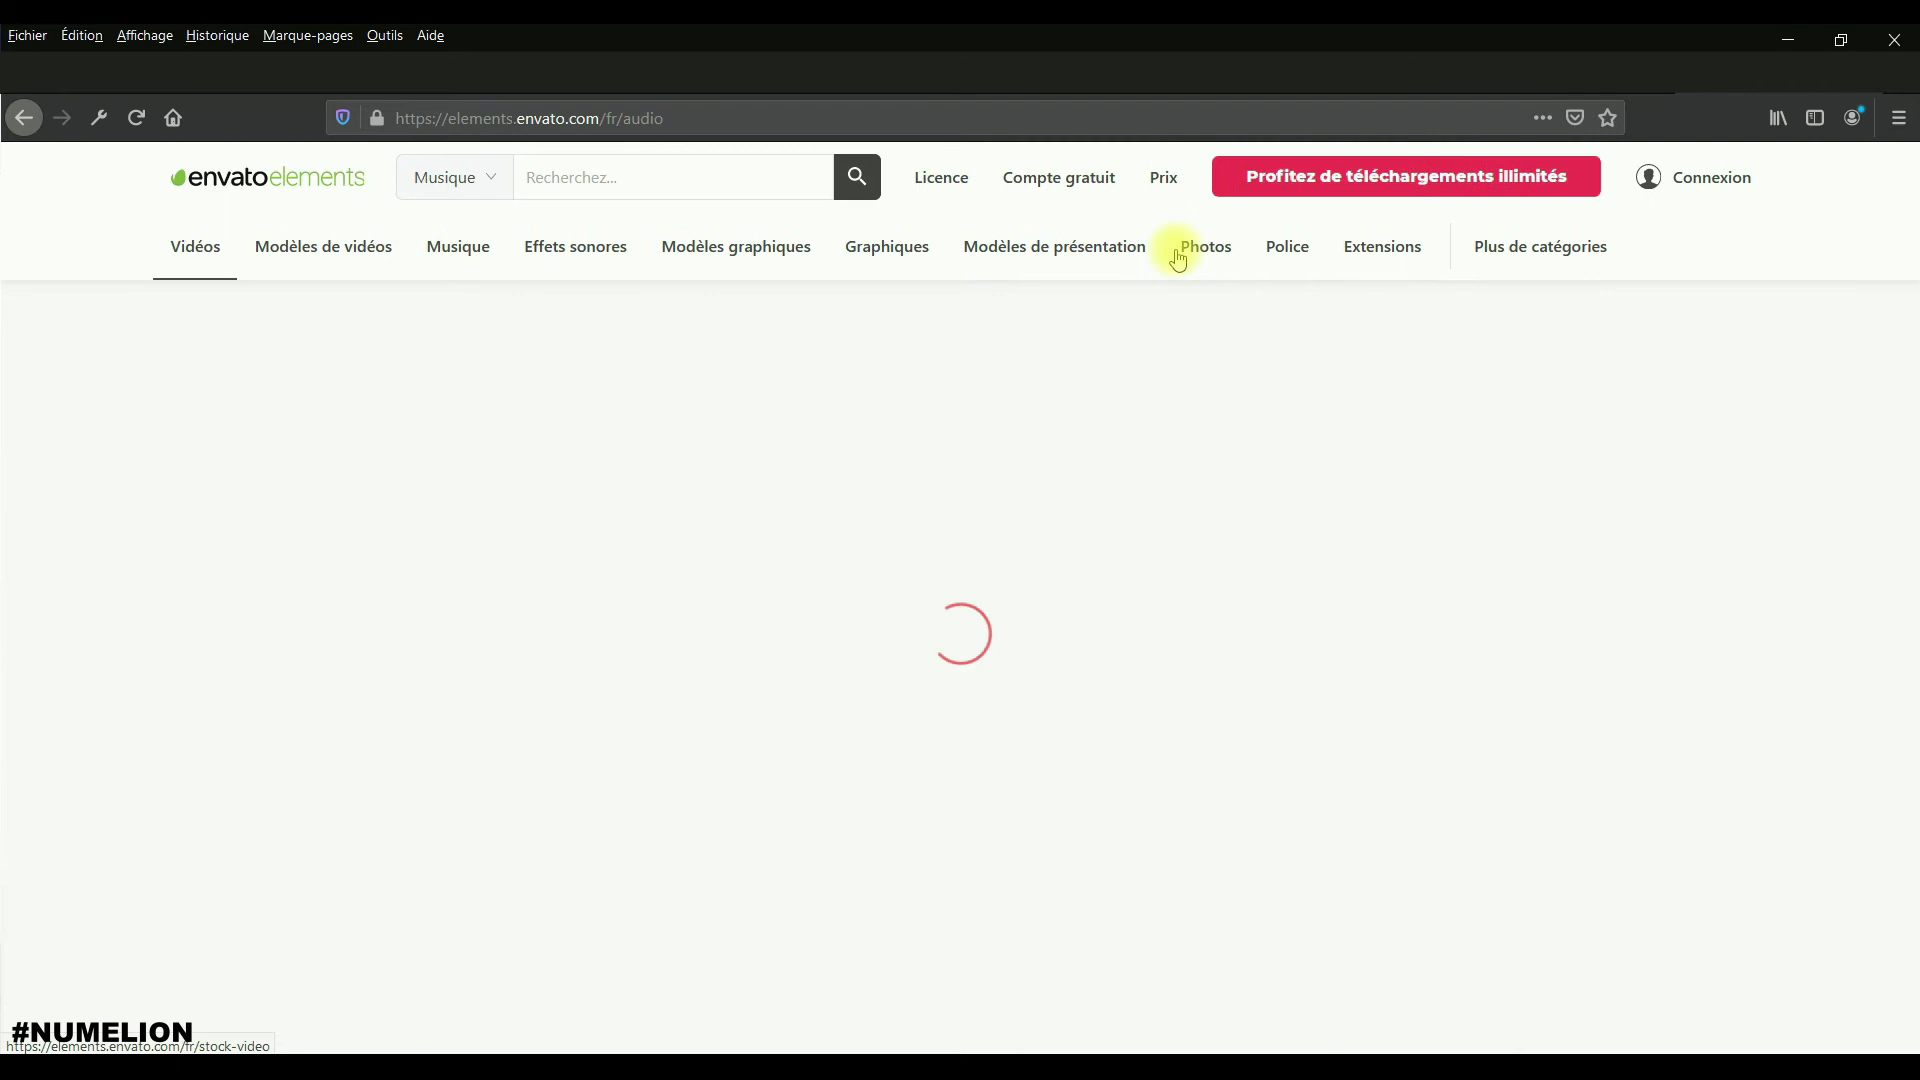 Fichier Édition Affichage Historique Marque-pages Outils Aide
https://elements.envato.com/fr/audio
envatoelements Musique Recherchez... Licence Compte gratuit Prix Profitez de téléchargements illimités Connexion
Vidéos Modèles de vidéos Musique Effets sonores Modèles graphiques Graphiques Modèles de présentation Photos Police Extensions Plus de catégories
#NUMELION
https://elements.envato.com/fr/stock-video